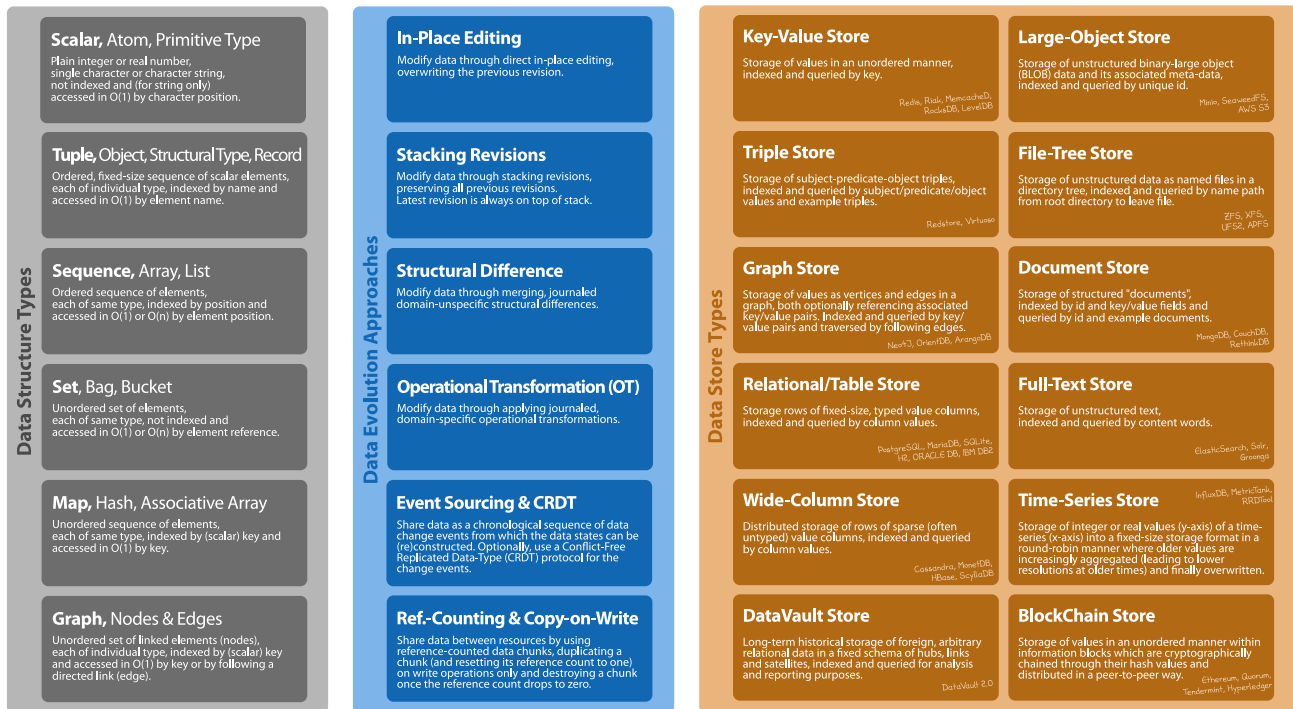 Data Structure Types
Scalar, Atom, Primitive Type
Plain integer or real number,
single character or character string,
not indexed and (for string only)
accessed in O(1) by character position.
Tuple, Object, Structural Type, Record
Ordered, fixed-size sequence of scalar elements,
each of individual type, indexed by name and
accessed in O(1) by element name.
Sequence, Array, List
Ordered sequence of elements,
each of same type, indexed by position and
accessed in O(1) or O(n) by element position.
Set, Bag, Bucket
Unordered set of elements,
each of same type, not indexed and
accessed in O(1) or O(n) by element reference.
Map, Hash, Associative Array
Unordered sequence of elements,
each of same type, indexed by (scalar) key and
accessed in O(1) by key.
Graph, Nodes & Edges
Unordered set of linked elements (nodes),
each of individual type, indexed by (scalar) key
and accessed in O(1) by key or by following a
directed link (edge).
Data Evolution Approaches
In-Place Editing
Modify data through direct in-place editing,
overwriting the previous revision.
Stacking Revisions
Modify data through stacking revisions,
preserving all previous revisions.
Latest revision is always on top of stack.
Structural Difference
Modify data through merging, journaled
domain-unspecific structural differences.
Operational Transformation (OT)
Modify data through applying journaled,
domain-specific operational transformations.
Event Sourcing & CRDT
Share data as a chronological sequence of data
change events from which the data states can be
(re)constructed. Optionally, use a Conflict-Free
Replicated Data-Type (CRDT) protocol for the
change events.
Ref.-Counting & Copy-on-Write
Share data between resources by using
reference-counted data chunks, duplicating a
chunk (and resetting its reference count to one)
on write operations only and destroying a chunk
once the reference count drops to zero.
Data Store Types
Key-Value Store
Storage of values in an unordered manner,
indexed and queried by key.
Redis, Riak, MemcacheD,
RocksDB, LevelDB
Large-Object Store
Storage of unstructured binary-large object
(BLOB) data and its associated meta-data,
indexed and queried by unique id.
Minio, SeaweedFS,
AWS S3
Triple Store
Storage of subject-predicate-object triples,
indexed and queried by subject/predicate/object
values and example triples.
Redstore, Virtuoso
File-Tree Store
Storage of unstructured data as named files in a
directory tree, indexed and queried by name path
from root directory to leave file.
ZFS, XFS,
UFS2, APFS
Graph Store
Storage of values as vertices and edges in a
graph, both optionally referencing associated
key/value pairs. Indexed and queried by key/
value pairs and traversed by following edges.
Neo4J, OrientDB, ArangoDB
Document Store
Storage of structured "documents",
indexed by id and key/value fields and
queried by id and example documents.
MongoDB, CouchDB,
RethinkDB
Relational/Table Store
Storage rows of fixed-size, typed value columns,
indexed and queried by column values.
PostgreSQL, MariaDB, SQLite,
H2, ORACLE DB, IBM DB2
Full-Text Store
Storage of unstructured text,
indexed and queried by content words.
ElasticSearch, Solr,
Groonga
Wide-Column Store
Distributed storage of rows of sparse (often
untyped) value columns, indexed and queried
by column values.
Cassandra, MonetDB,
HBase, ScyllaDB
Time-Series Store
InfluxDB, MetricTank,
RRDTool
Storage of integer or real values (y-axis) of a time-
series (x-axis) into a fixed-size storage format in a
round-robin manner where older values are
increasingly aggregated (leading to lower
resolutions at older times) and finally overwritten.
DataVault Store
Long-term historical storage of foreign, arbitrary
relational data in a fixed schema of hubs, links
and satellites, indexed and queried for analysis
and reporting purposes.
DataVault 2.0
BlockChain Store
Storage of values in an unordered manner within
information blocks which are cryptographically
chained through their hash values and
distributed in a peer-to-peer way.
Ethereum, Quorum,
Tendermint, Hyperledger